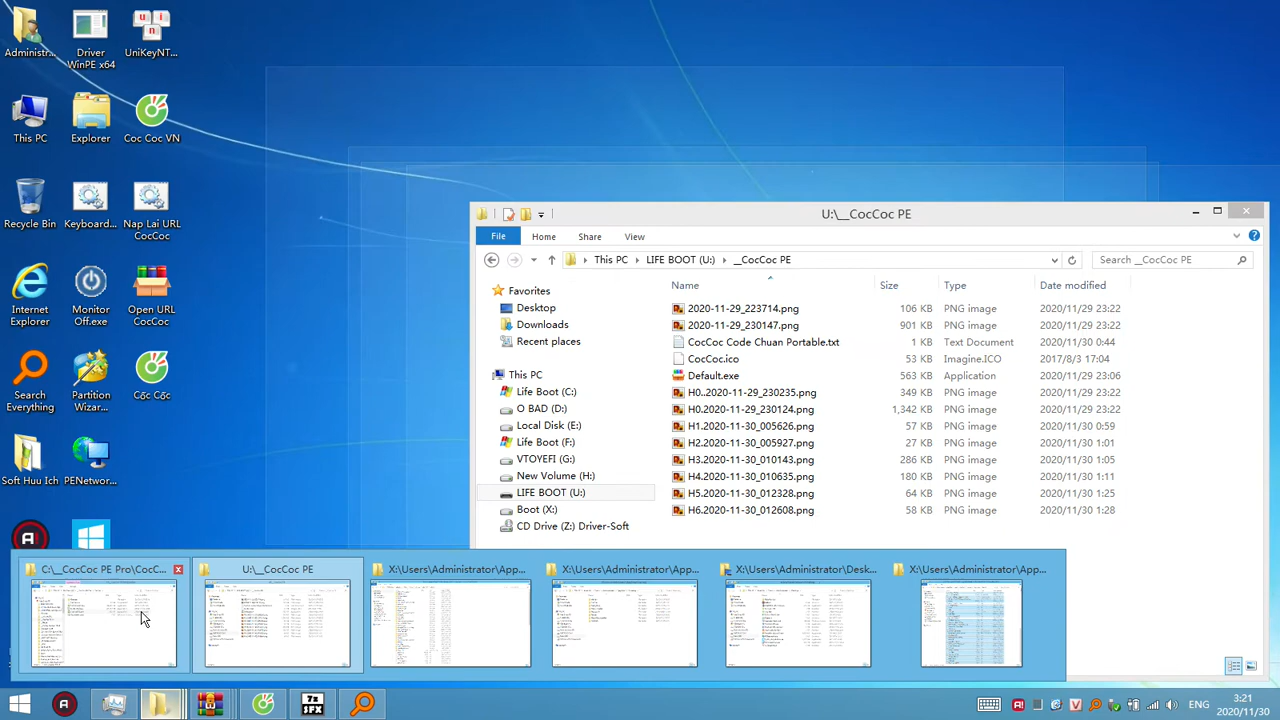 Administr...
Driver WinPE x64
UniKeyNT...
This PC
Explorer
Coc Coc VN
Recycle Bin
Keyboard...
Nap Lai URL CocCoc
Internet Explorer
Monitor Off.exe
Open URL CocCoc
Search Everything
Partition Wizar...
Cốc Cốc
Soft Huu Ich
PENetwor...
U:\__CocCoc PE
File
Home
Share
View
This PC
LIFE BOOT (U:)
__CocCoc PE
Search __CocCoc PE
Favorites
Desktop
Downloads
Recent places
This PC
Life Boot (C:)
O BAD (D:)
Local Disk (E:)
Life Boot (F:)
VTOYEFI (G:)
New Volume (H:)
LIFE BOOT (U:)
Boot (X:)
CD Drive (Z:) Driver-Soft
Name Size Type Date modified
2020-11-29_223714.png 106 KB PNG image 2020/11/29 23:22
2020-11-29_230147.png 901 KB PNG image 2020/11/29 23:22
CocCoc Code Chuan Portable.txt 1 KB Text Document 2020/11/30 0:44
CocCoc.ico 53 KB Imagine.ICO 2017/8/3 17:04
Default.exe 563 KB Application 2020/11/29 23:06
H0..2020-11-29_230235.png 349 KB PNG image 2020/11/29 23:22
H0.2020-11-29_230124.png 1,342 KB PNG image 2020/11/29 23:22
H1.2020-11-30_005626.png 57 KB PNG image 2020/11/30 0:59
H2.2020-11-30_005927.png 27 KB PNG image 2020/11/30 1:01
H3.2020-11-30_010143.png 286 KB PNG image 2020/11/30 1:05
H4.2020-11-30_010635.png 180 KB PNG image 2020/11/30 1:11
H5.2020-11-30_012328.png 64 KB PNG image 2020/11/30 1:25
H6.2020-11-30_012608.png 58 KB PNG image 2020/11/30 1:28
C:\__CocCoc PE Pro\CocC...
U:\__CocCoc PE
X:\Users\Administrator\App...
X:\Users\Administrator\App...
X:\Users\Administrator\Desk...
X:\Users\Administrator\App...
7z SFX
ENG
3:21
2020/11/30